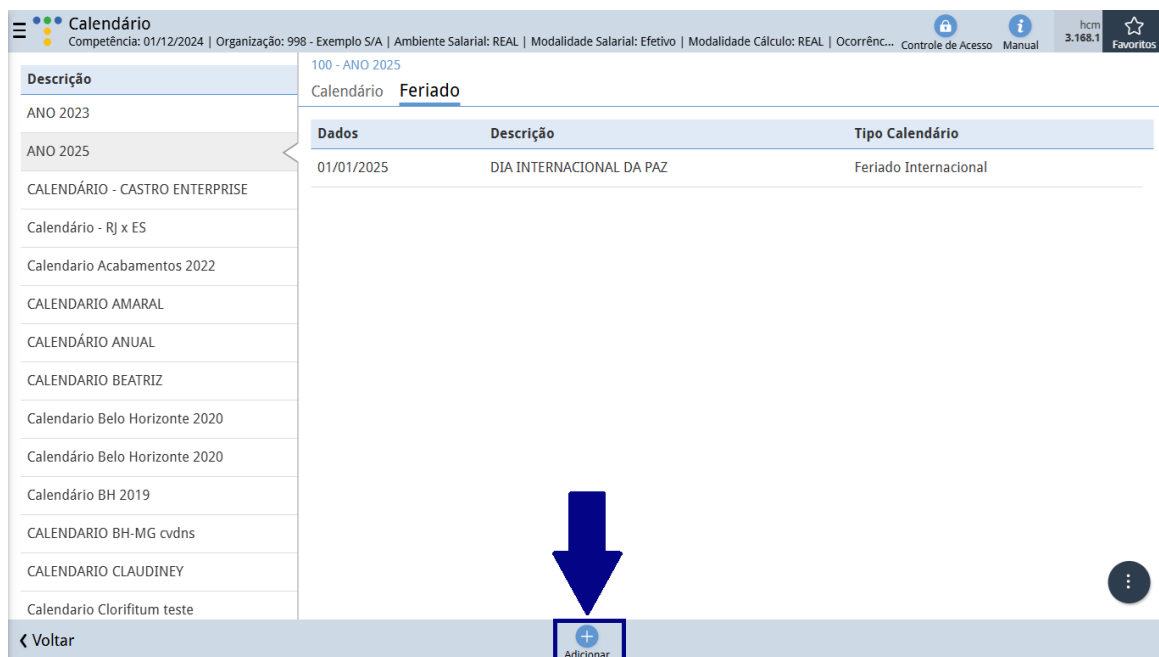 Calendário
Competência: 01/12/2024 | Organização: 998 - Exemplo S/A | Ambiente Salarial: REAL | Modalidade Salarial: Efetivo | Modalidade Cálculo: REAL | Ocorrênc...
Controle de Acesso
Manual
hcm
3.168.1
Favoritos
Descrição
ANO 2023
ANO 2025
CALENDÁRIO - CASTRO ENTERPRISE
Calendário - RJ x ES
Calendario Acabamentos 2022
CALENDARIO AMARAL
CALENDÁRIO ANUAL
CALENDARIO BEATRIZ
Calendario Belo Horizonte 2020
Calendário Belo Horizonte 2020
Calendário BH 2019
CALENDARIO BH-MG cvdns
CALENDARIO CLAUDINEY
Calendario Clorifitum teste
100 - ANO 2025
Calendário Feriado
Dados Descrição Tipo Calendário
01/01/2025 DIA INTERNACIONAL DA PAZ Feriado Internacional
Voltar
Adicionar